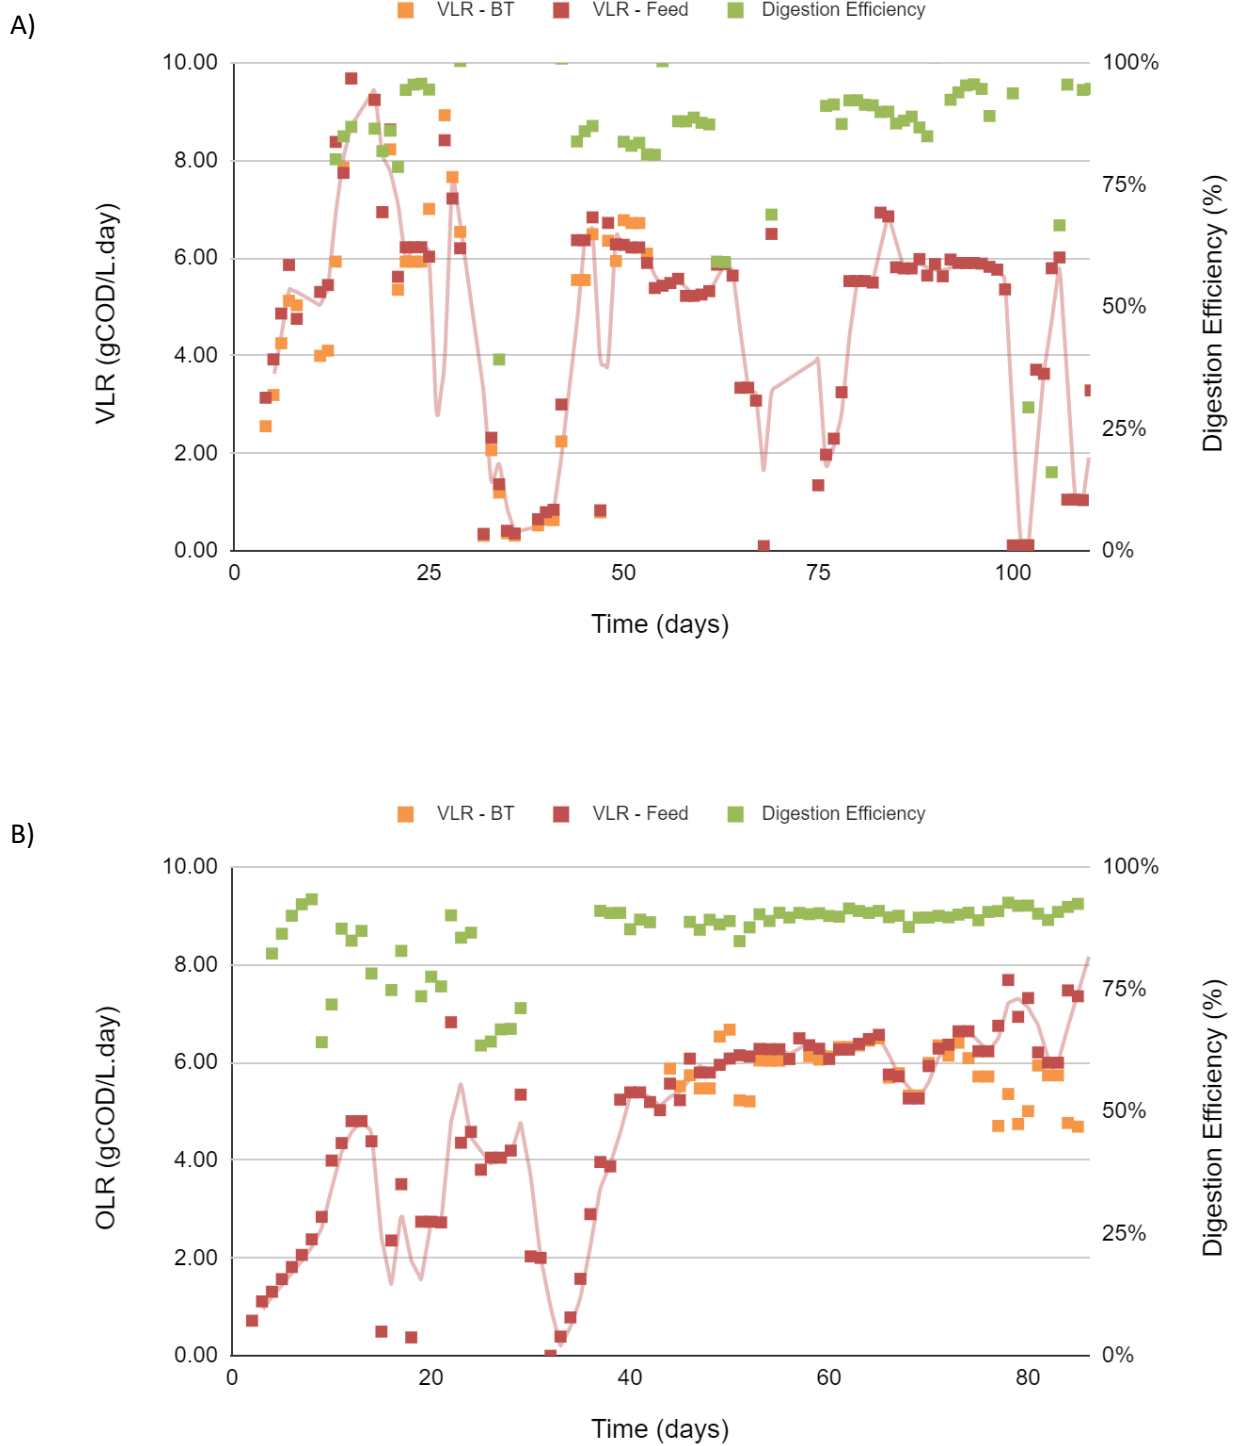 A)
VLR - BT VLR - Feed Digestion Efficiency
10.00 100%
8.00
75%
6.00
50%
4.00
25%
2.00
0.00 0%
VLR (gCOD/L.day)
Digestion Efficiency (%)
0 25 50 75 100
Time (days)
B)
VLR - BT VLR - Feed Digestion Efficiency
10.00 100%
8.00
75%
6.00
50%
4.00
25%
2.00
0.00 0%
OLR (gCOD/L.day)
Digestion Efficiency (%)
0 20 40 60 80
Time (days)